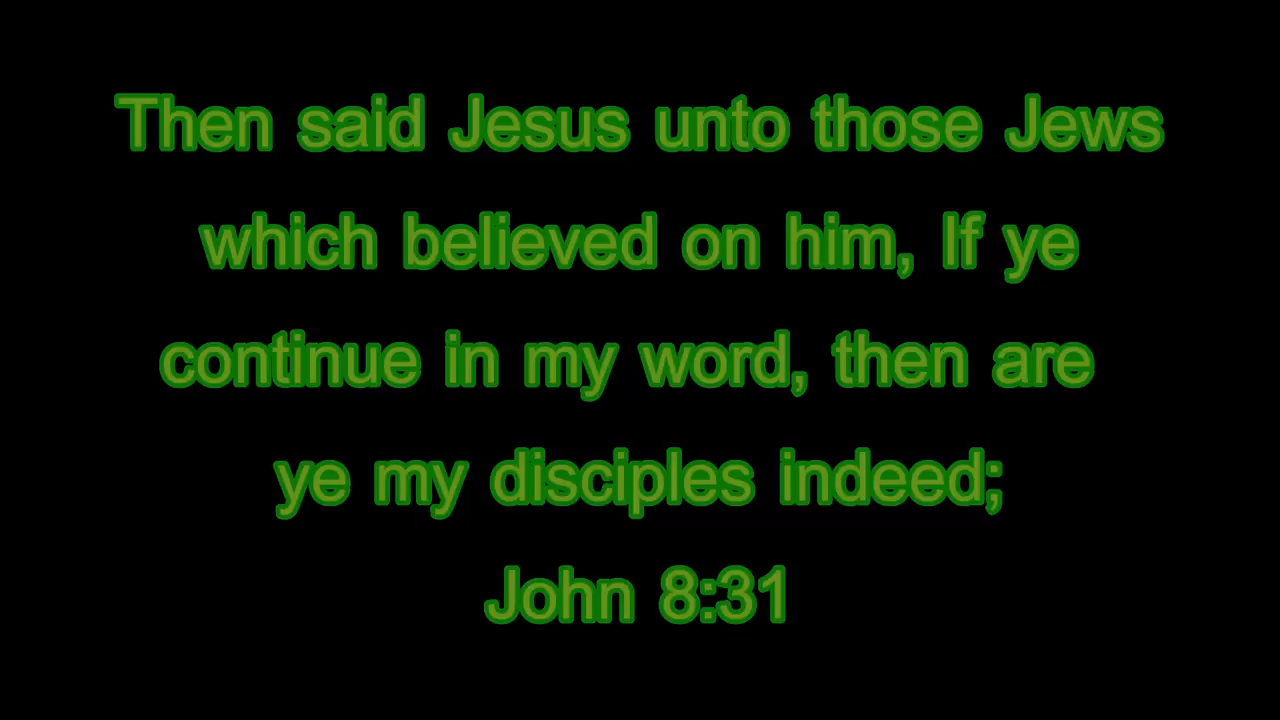 Then said Jesus unto those Jews
which believed on him, If ye
continue in my word, then are
ye my disciples indeed;
John 8:31